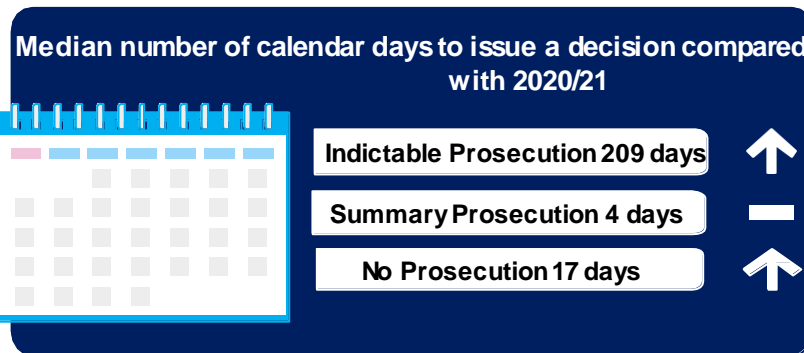 Median number of calendar days to issue a decision compared
with 2020/21
Indictable Prosecution 209 days
Summary Prosecution 4 days
No Prosecution 17 days